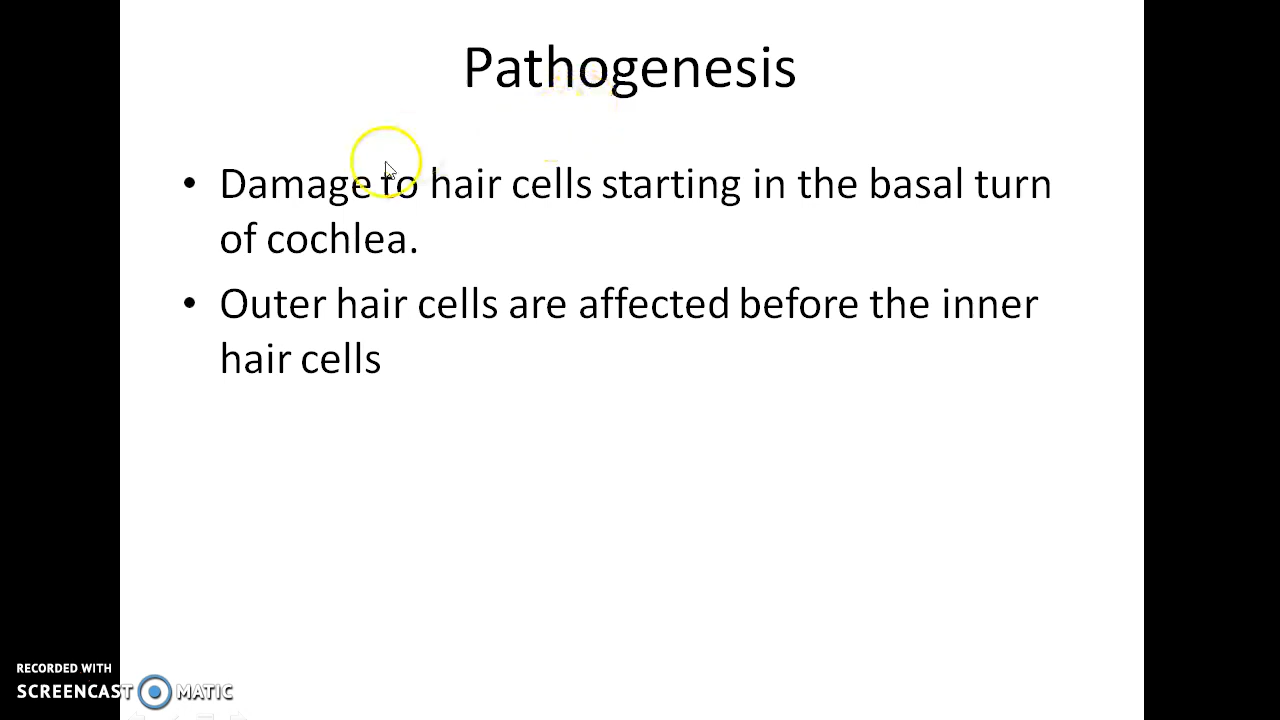 Pathogenesis
• Damage to hair cells starting in the basal turn
of cochlea.
• Outer hair cells are affected before the inner
hair cells
RECORDED WITH
SCREENCAST MATIC